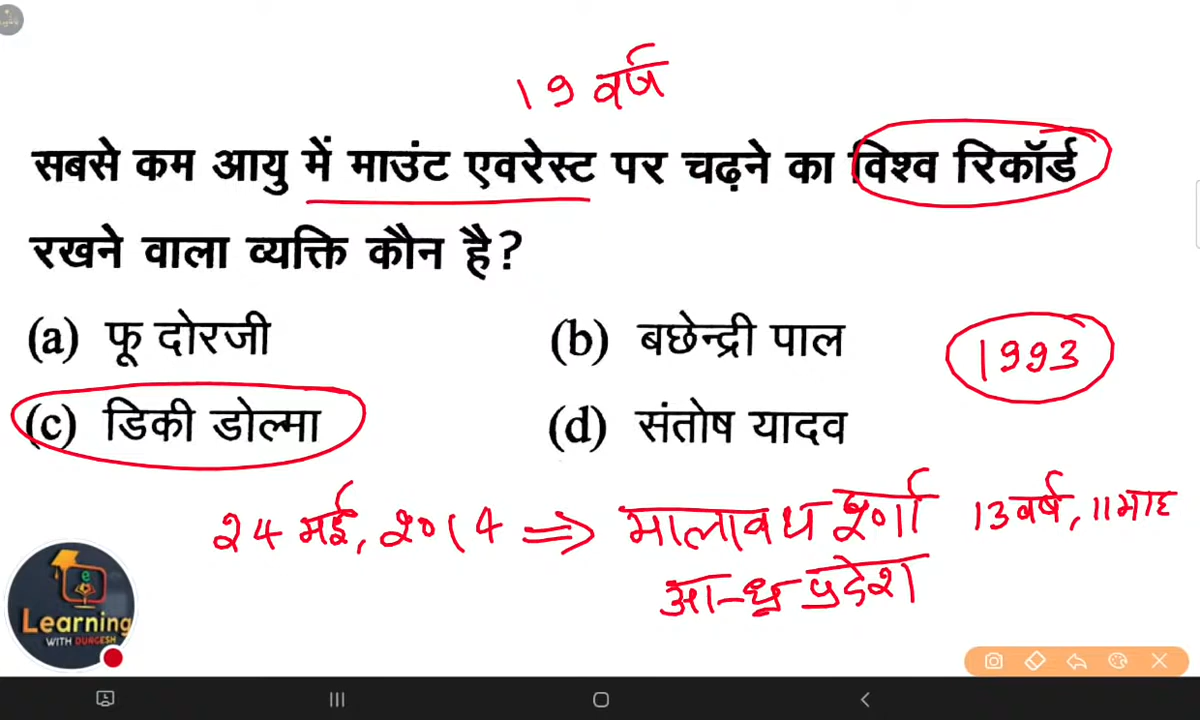 19 वर्ष
सबसे कम आयु में माउंट एवरेस्ट पर चढ़ने का विश्व रिकॉर्ड
रखने वाला व्यक्ति कौन है?
(a) फू दोरजी (b) बछेन्द्री पाल
1993
(c) डिकी डोल्मा (d) संतोष यादव
24 मई, 2014 ⇒ मालावथ पूर्णा 13 वर्ष, 11 माह
आन्ध्र प्रदेश
e
Learning
WITH DURGESH